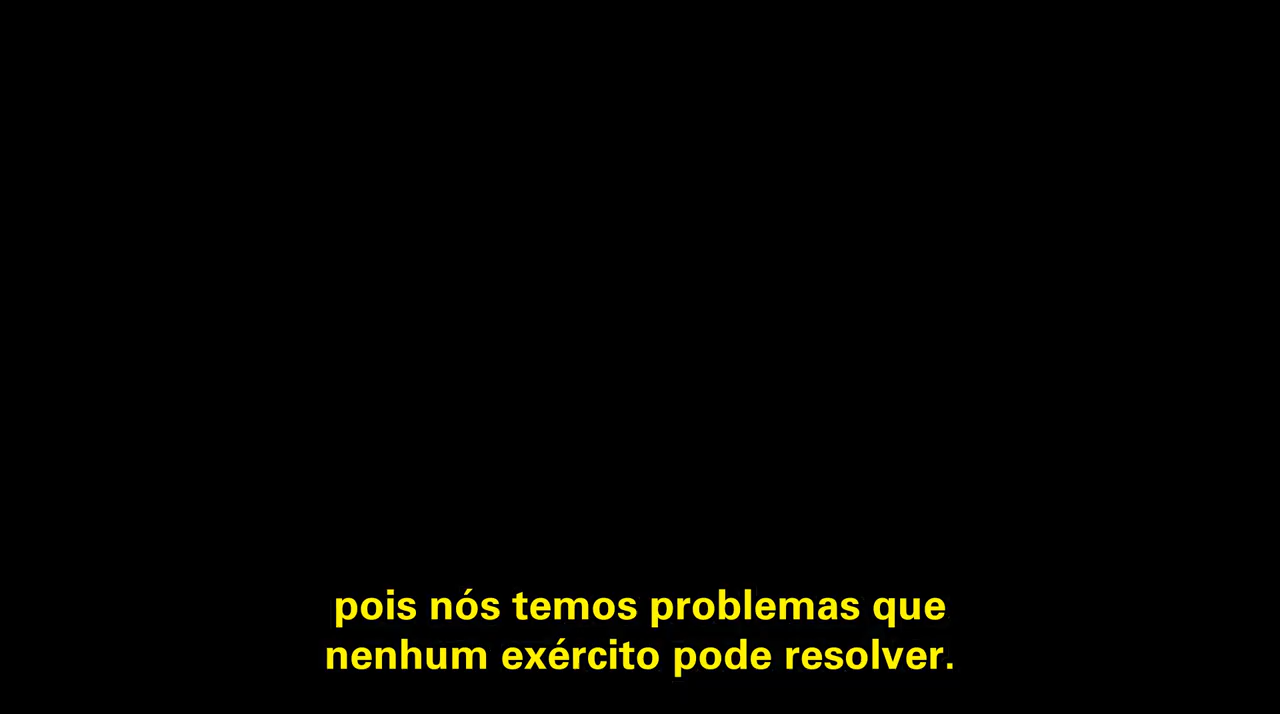 pois nós temos problemas que
nenhum exército pode resolver.